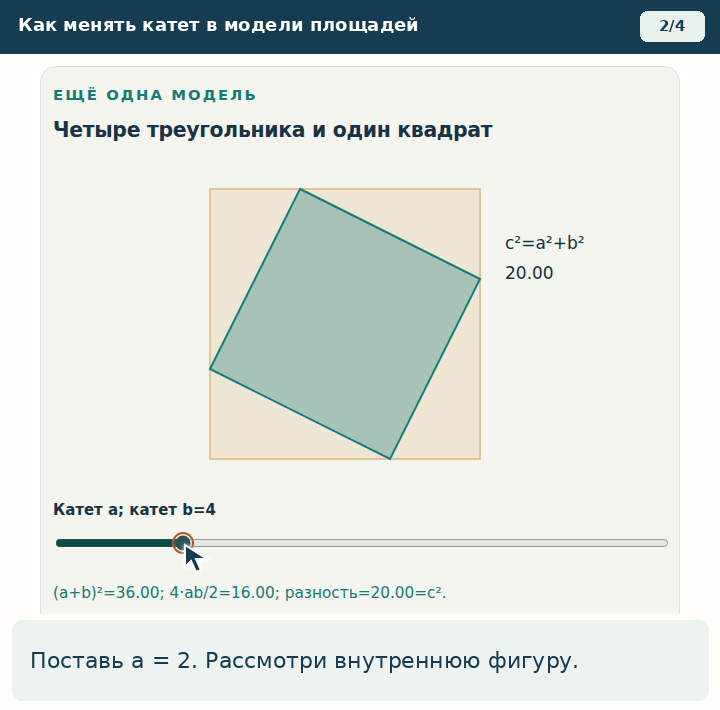 Как менять катет в модели площадей
2/4
ЕЩЁ ОДНА МОДЕЛЬ
Четыре треугольника и один квадрат
c²=a²+b²
20.00
Катет a; катет b=4
(a+b)²=36.00; 4·ab/2=16.00; разность=20.00=c².
Поставь a = 2. Рассмотри внутреннюю фигуру.